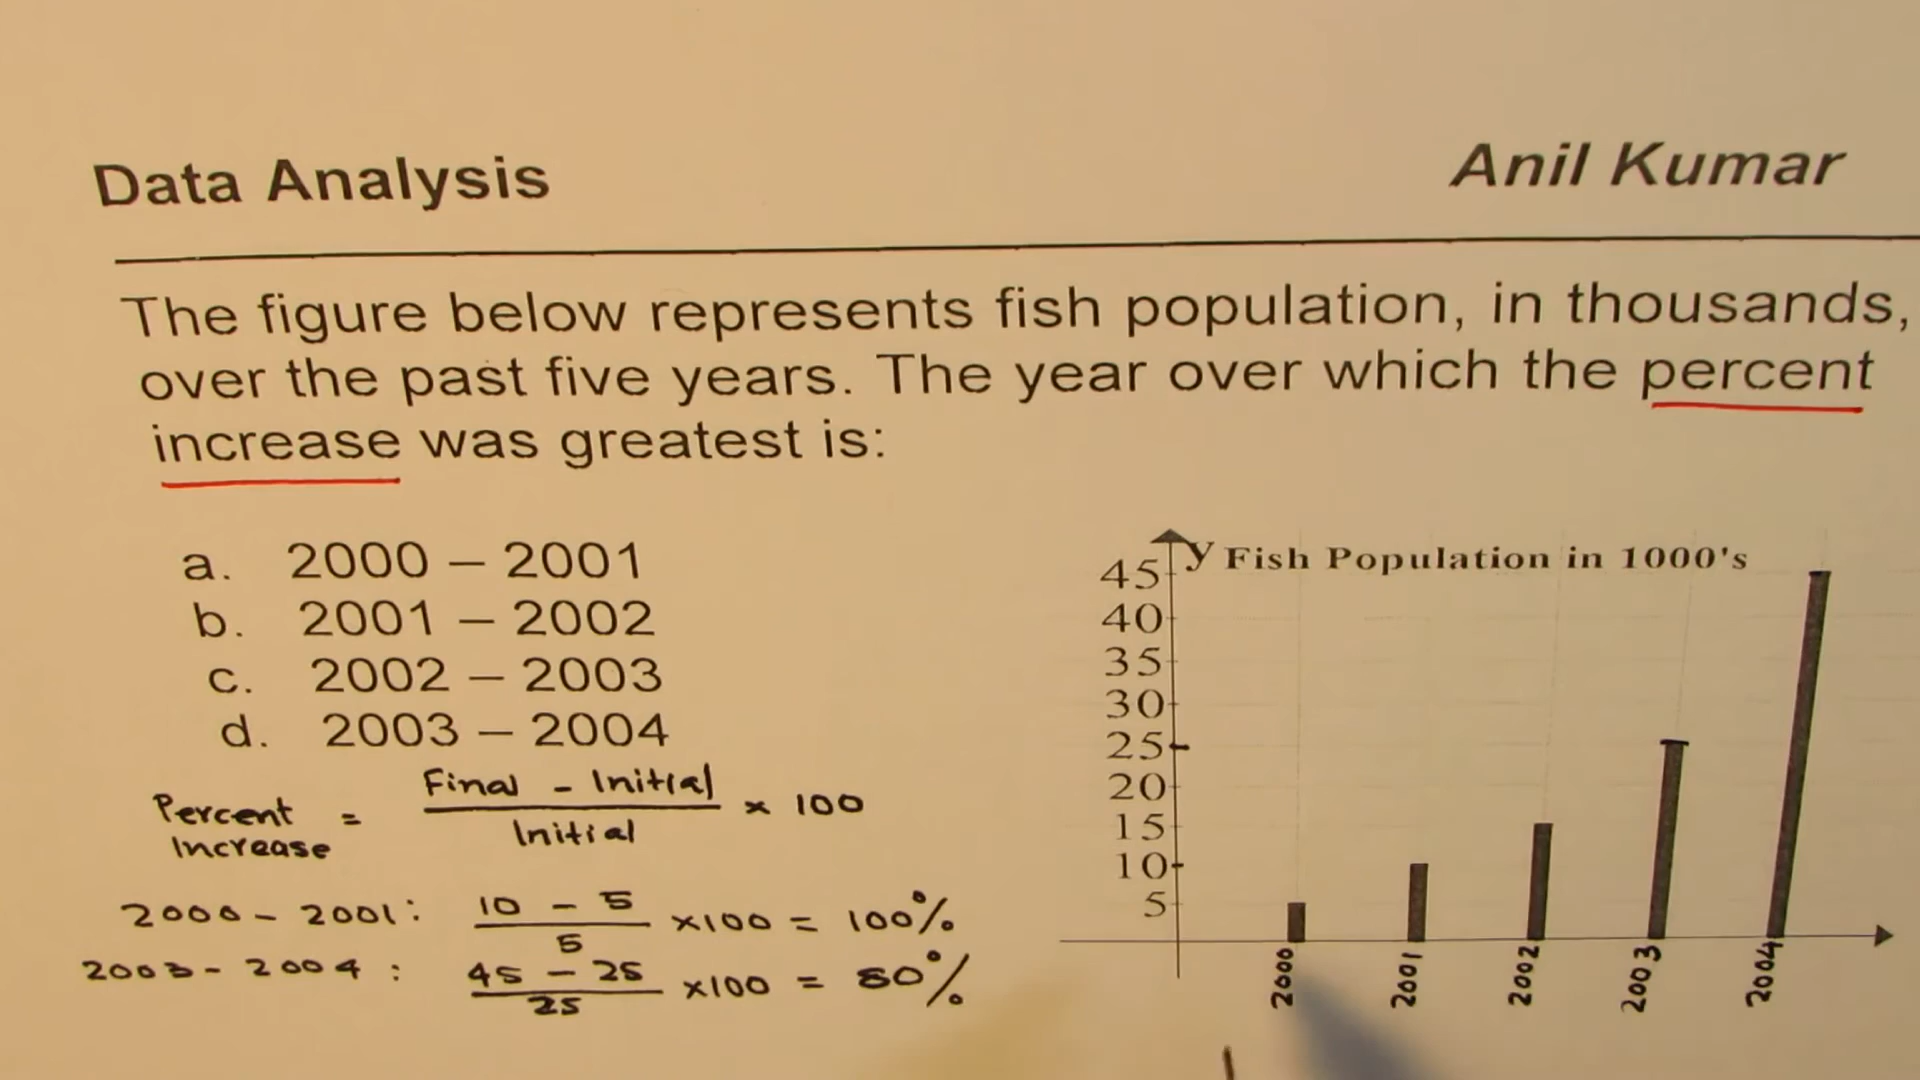 Data Analysis
Anil Kumar
The figure below represents fish population, in thousands,
over the past five years. The year over which the percent
increase was greatest is:
a. 2000 – 2001
b. 2001 – 2002
c. 2002 – 2003
d. 2003 – 2004
Percent Increase = Final - Initial / Initial × 100
2000 - 2001: 10 - 5 / 5 ×100 = 100%
2003 - 2004 : 45 - 25 / 25 ×100 = 80%
y Fish Population in 1000's
45
40
35
30
25
20
15
10
5
2000 2001 2002 2003 2004